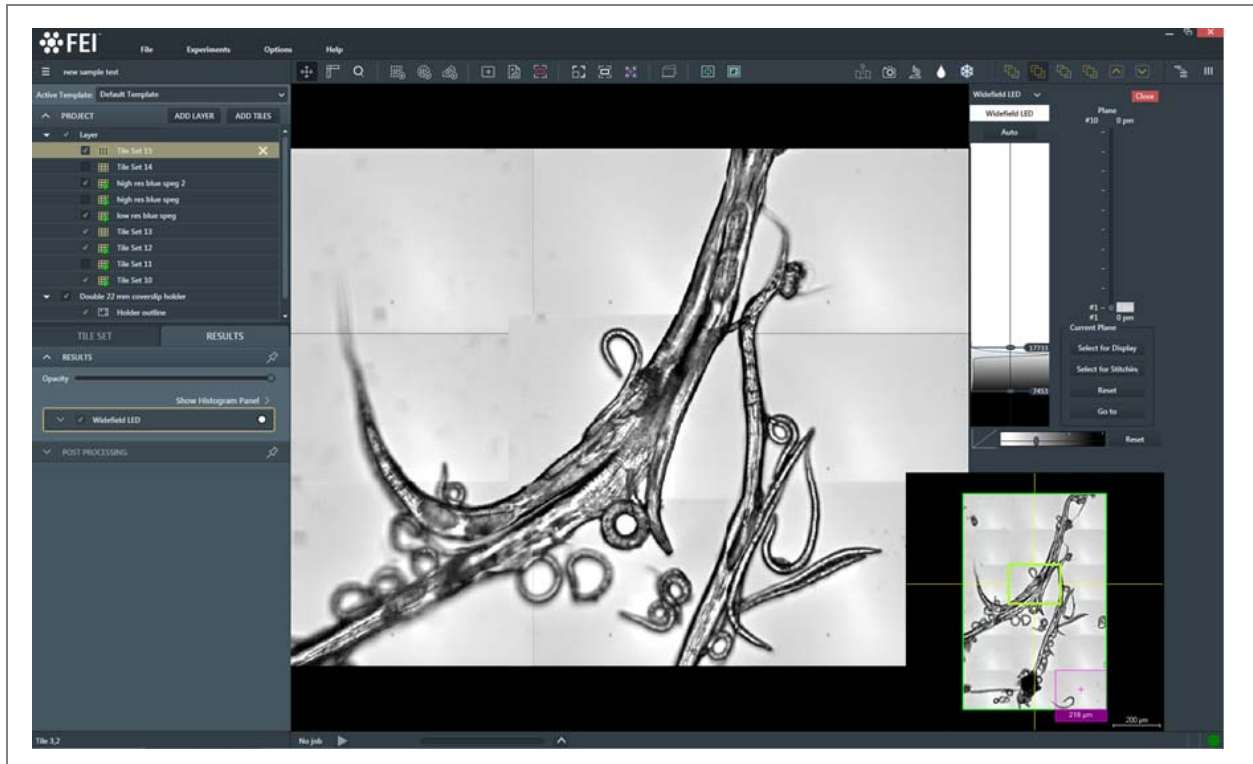 FEI™
File Experiments Options Help
new sample test
Active Template: Default Template
PROJECT ADD LAYER ADD TILES
Layer
Tile Set 15
Tile Set 14
high res blue speg 2
high res blue speg
low res blue speg
Tile Set 13
Tile Set 12
Tile Set 11
Tile Set 10
Double 22 mm coverslip holder
Holder outline
TILE SET RESULTS
RESULTS
Opacity
Show Histogram Panel >
Widefield LED
POST PROCESSING
Tile 3,2
No job
Widefield LED
Close
Widefield LED
Auto
17733
7453
Plane
#10 0 pm
#1 0
#1 0 pm
Current Plane
Select for Display
Select for Stitching
Reset
Go to
Reset
218 µm
200 µm